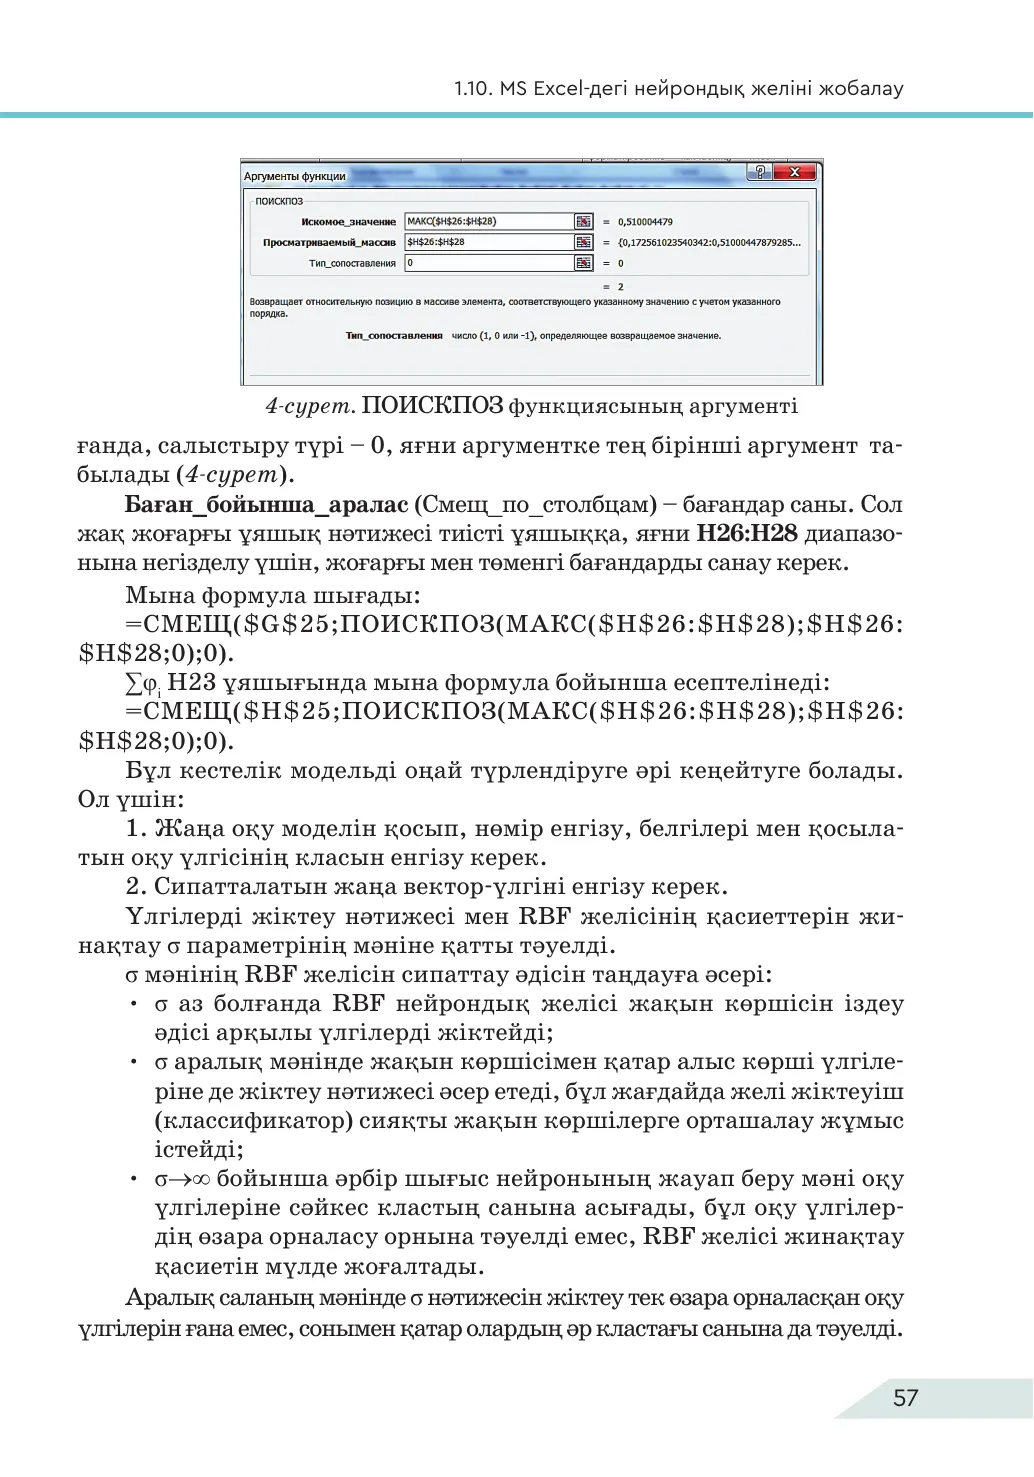 1.10. MS Excel-дегі нейрондық желіні жобалау
Аргументы функции
ПОИСКПОЗ
Искомое_значение МАКС($H$26:$H$28) = 0,510004479
Просматриваемый_массив $H$26:$H$28 = {0,172561023540342:0,51000447879285...
Тип_сопоставления 0 = 0
= 2
Возвращает относительную позицию в массиве элемента, соответствующего указанному значению с учетом указанного
порядка.
Тип_сопоставления число (1, 0 или -1), определяющее возвращаемое значение.
4-сурет. ПОИСКПОЗ функциясының аргументі
ғанда, салыстыру түрі – 0, яғни аргументке тең бірінші аргумент та-
былады (4-сурет).
Баған_бойынша_аралас (Смещ_по_столбцам) – бағандар саны. Сол
жақ жоғарғы ұяшық нәтижесі тиісті ұяшыққа, яғни H26:H28 диапазо-
нына негізделу үшін, жоғарғы мен төменгі бағандарды санау керек.
Мына формула шығады:
=СМЕЩ($G$25;ПОИСКПОЗ(МАКС($H$26:$H$28);$H$26:
$H$28;0);0).
∑φi H23 ұяшығында мына формула бойынша есептелінеді:
=СМЕЩ($H$25;ПОИСКПОЗ(МАКС($H$26:$H$28);$H$26:
$H$28;0);0).
Бұл кестелік модельді оңай түрлендіруге әрі кеңейтуге болады.
Ол үшін:
1. Жаңа оқу моделін қосып, нөмір енгізу, белгілері мен қосыла-
тын оқу үлгісінің класын енгізу керек.
2. Сипатталатын жаңа вектор-үлгіні енгізу керек.
Үлгілерді жіктеу нәтижесі мен RBF желісінің қасиеттерін жи-
нақтау σ параметрінің мәніне қатты тәуелді.
σ мәнінің RBF желісін сипаттау әдісін таңдауға әсері:
• σ аз болғанда RBF нейрондық желісі жақын көршісін іздеу
әдісі арқылы үлгілерді жіктейді;
• σ аралық мәнінде жақын көршісімен қатар алыс көрші үлгіле-
ріне де жіктеу нәтижесі әсер етеді, бұл жағдайда желі жіктеуіш
(классификатор) сияқты жақын көршілерге орташалау жұмыс
істейді;
• σ→∞ бойынша әрбір шығыс нейронының жауап беру мәні оқу
үлгілеріне сәйкес кластың санына асығады, бұл оқу үлгілер-
дің өзара орналасу орнына тәуелді емес, RBF желісі жинақтау
қасиетін мүлде жоғалтады.
Аралық саланың мәнінде σ нәтижесін жіктеу тек өзара орналасқан оқу
үлгілерін ғана емес, сонымен қатар олардың әр кластағы санына да тәуелді.
57